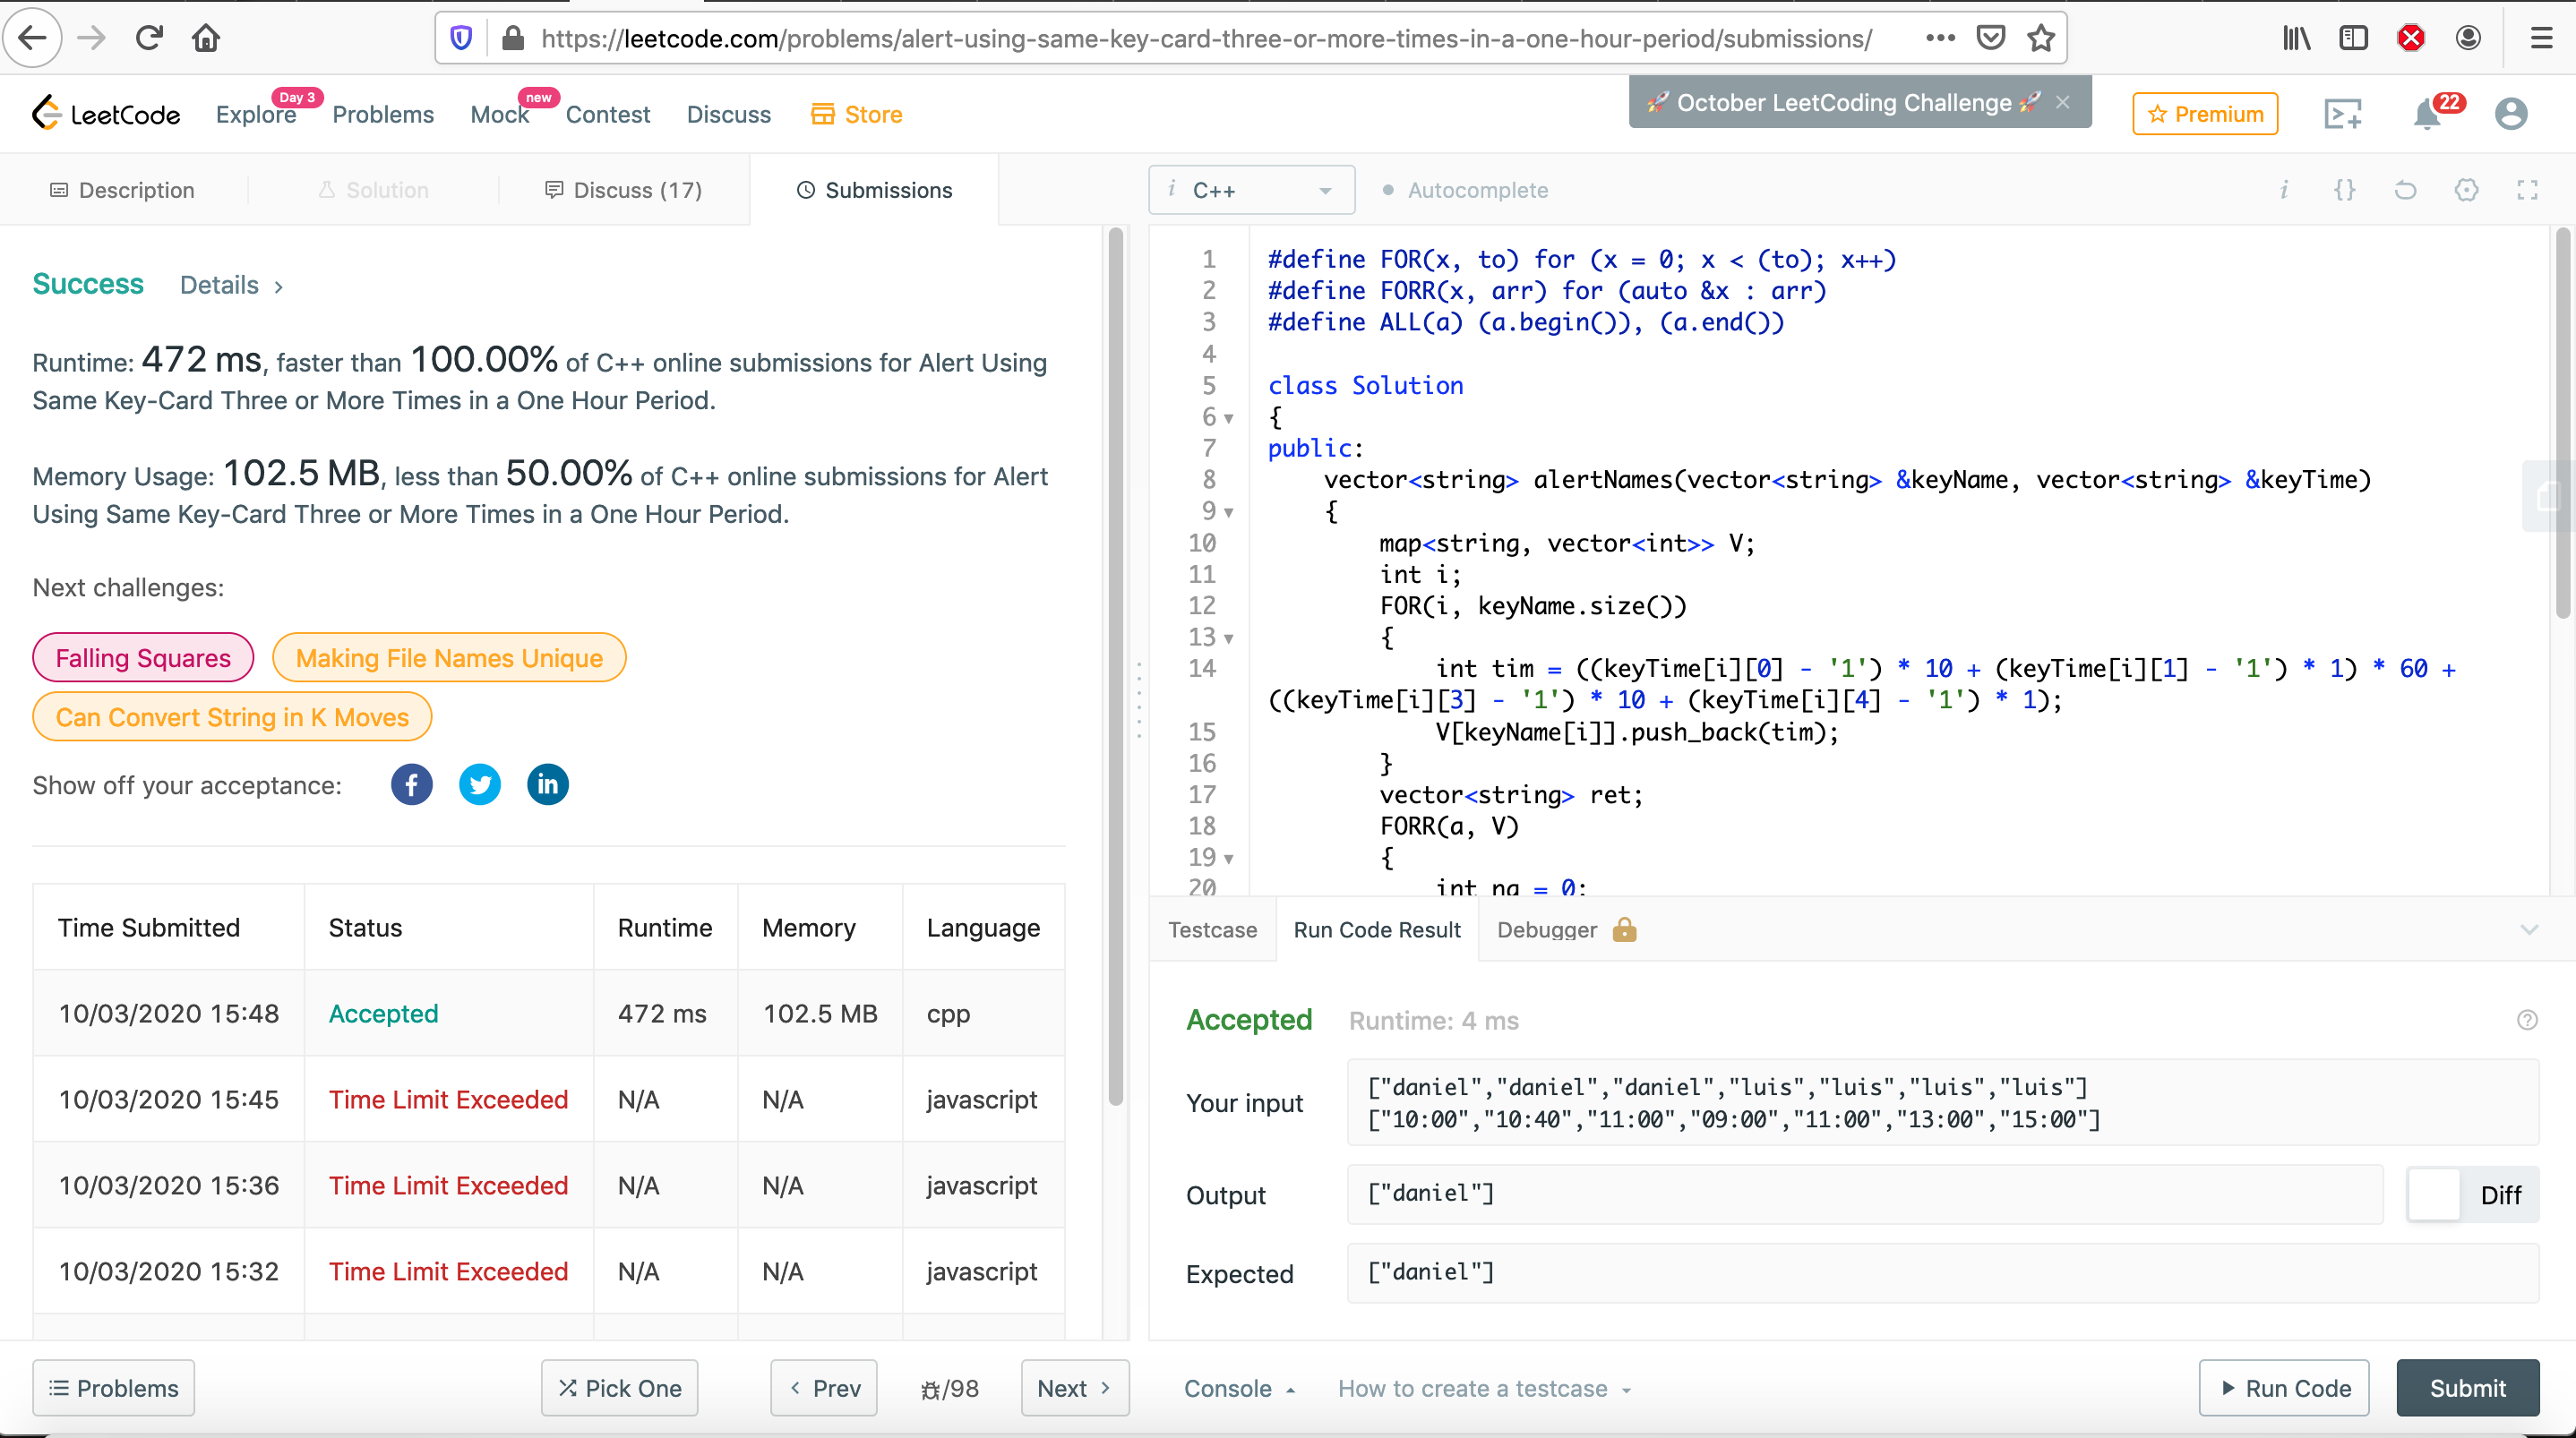 https://leetcode.com/problems/alert-using-same-key-card-three-or-more-times-in-a-one-hour-period/submissions/
LeetCode
Explore
Day 3
Problems
Mock
new
Contest
Discuss
Store
🚀 October LeetCoding Challenge 🚀
Premium
22
Description
Solution
Discuss (17)
Submissions
Success
Details
Runtime: 472 ms, faster than 100.00% of C++ online submissions for Alert Using
Same Key-Card Three or More Times in a One Hour Period.
Memory Usage: 102.5 MB, less than 50.00% of C++ online submissions for Alert
Using Same Key-Card Three or More Times in a One Hour Period.
Next challenges:
Falling Squares
Making File Names Unique
Can Convert String in K Moves
Show off your acceptance:
Time Submitted Status Runtime Memory Language
10/03/2020 15:48 Accepted 472 ms 102.5 MB cpp
10/03/2020 15:45 Time Limit Exceeded N/A N/A javascript
10/03/2020 15:36 Time Limit Exceeded N/A N/A javascript
10/03/2020 15:32 Time Limit Exceeded N/A N/A javascript
Problems
Pick One
Prev
/98
Next
i C++
Autocomplete
1 #define FOR(x, to) for (x = 0; x < (to); x++)
2 #define FORR(x, arr) for (auto &x : arr)
3 #define ALL(a) (a.begin()), (a.end())
4
5 class Solution
6 {
7 public:
8 vector<string> alertNames(vector<string> &keyName, vector<string> &keyTime)
9 {
10 map<string, vector<int>> V;
11 int i;
12 FOR(i, keyName.size())
13 {
14 int tim = ((keyTime[i][0] - '1') * 10 + (keyTime[i][1] - '1') * 1) * 60 +
((keyTime[i][3] - '1') * 10 + (keyTime[i][4] - '1') * 1);
15 V[keyName[i]].push_back(tim);
16 }
17 vector<string> ret;
18 FORR(a, V)
19 {
20 int ng = 0;
Testcase
Run Code Result
Debugger
Accepted
Runtime: 4 ms
Your input
["daniel","daniel","daniel","luis","luis","luis","luis"]
["10:00","10:40","11:00","09:00","11:00","13:00","15:00"]
Output
["daniel"]
Diff
Expected
["daniel"]
Console
How to create a testcase
Run Code
Submit